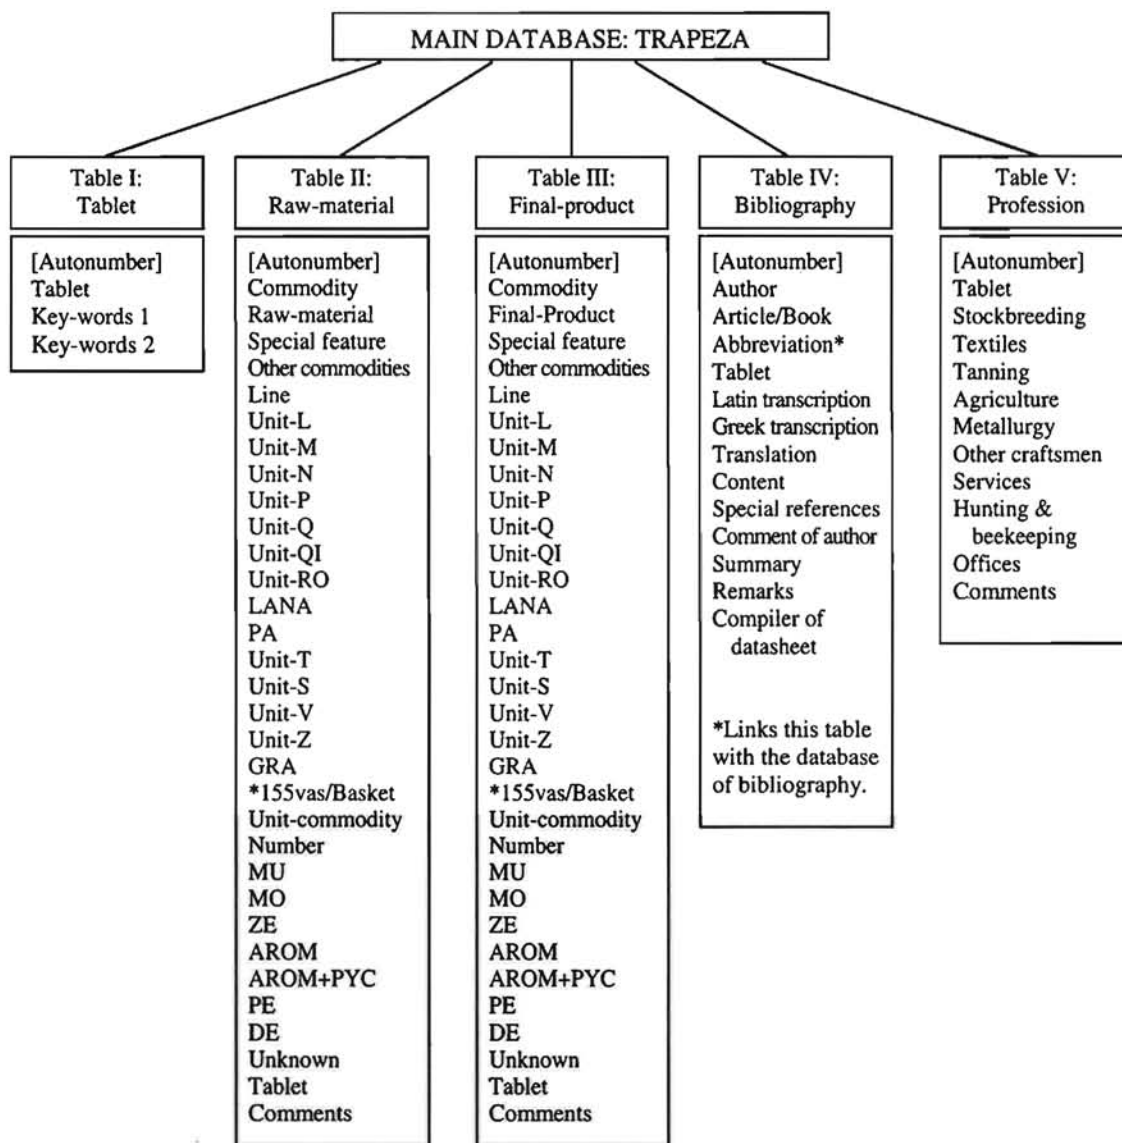 MAIN DATABASE: TRAPEZA
Table I:
Tablet
[Autonumber]
Tablet
Key-words 1
Key-words 2
Table II:
Raw-material
[Autonumber]
Commodity
Raw-material
Special feature
Other commodities
Line
Unit-L
Unit-M
Unit-N
Unit-P
Unit-Q
Unit-QI
Unit-RO
LANA
PA
Unit-T
Unit-S
Unit-V
Unit-Z
GRA
*155vas/Basket
Unit-commodity
Number
MU
MO
ZE
AROM
AROM+PYC
PE
DE
Unknown
Tablet
Comments
Table III:
Final-product
[Autonumber]
Commodity
Final-Product
Special feature
Other commodities
Line
Unit-L
Unit-M
Unit-N
Unit-P
Unit-Q
Unit-QI
Unit-RO
LANA
PA
Unit-T
Unit-S
Unit-V
Unit-Z
GRA
*155vas/Basket
Unit-commodity
Number
MU
MO
ZE
AROM
AROM+PYC
PE
DE
Unknown
Tablet
Comments
Table IV:
Bibliography
[Autonumber]
Author
Article/Book
Abbreviation*
Tablet
Latin transcription
Greek transcription
Translation
Content
Special references
Comment of author
Summary
Remarks
Compiler of
datasheet
*Links this table
with the database
of bibliography.
Table V:
Profession
[Autonumber]
Tablet
Stockbreeding
Textiles
Tanning
Agriculture
Metallurgy
Other craftsmen
Services
Hunting &
beekeeping
Offices
Comments